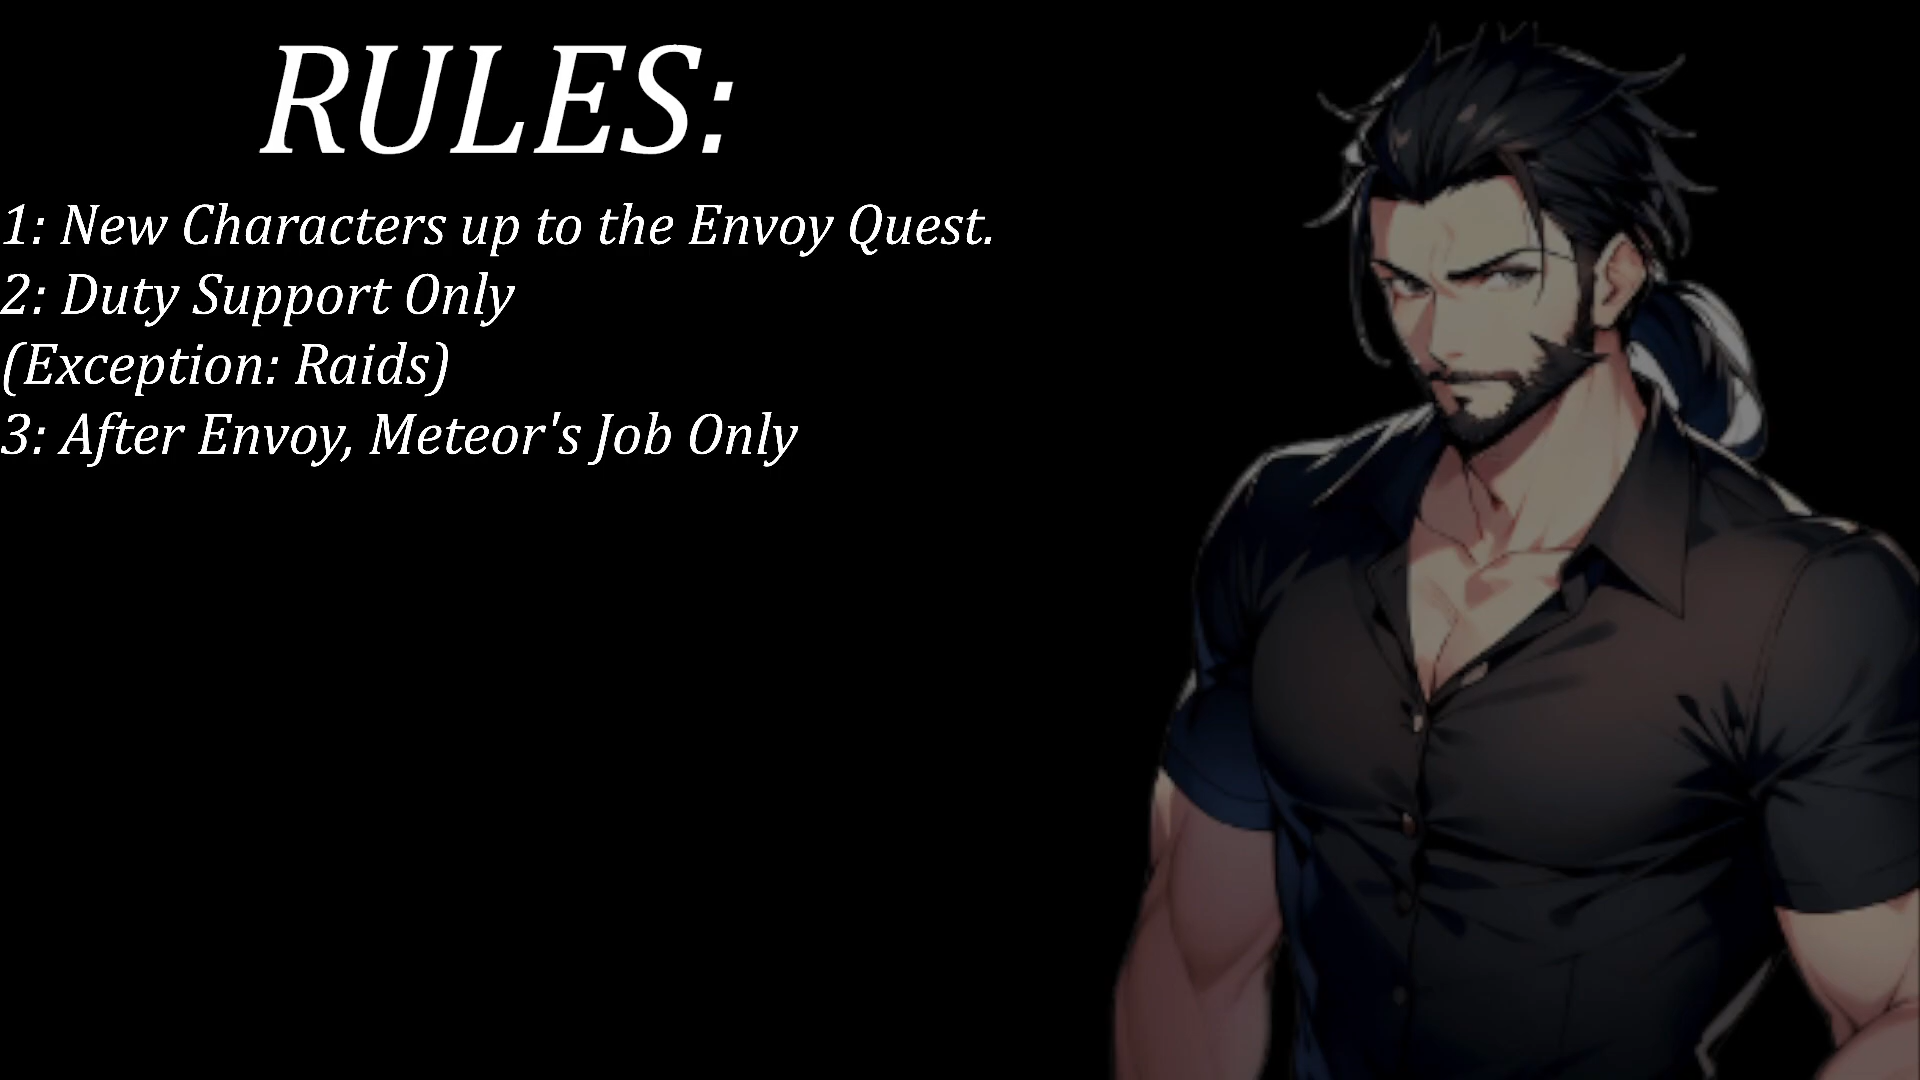 RULES:
1: New Characters up to the Envoy Quest.
2: Duty Support Only
(Exception: Raids)
3: After Envoy, Meteor's Job Only